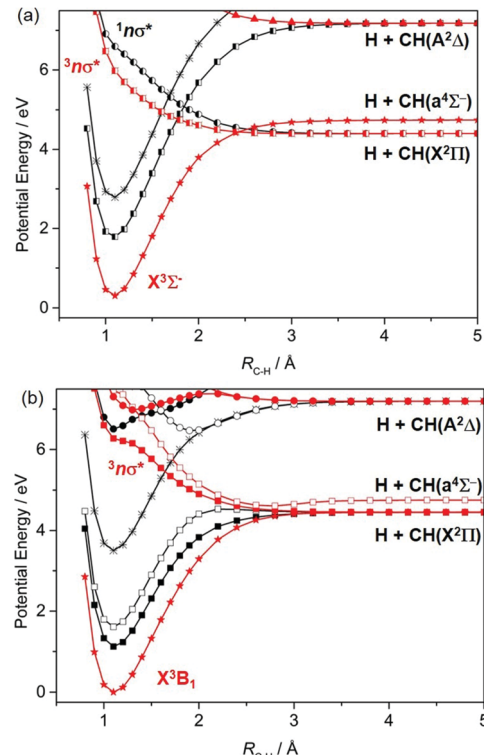 (a)
¹nσ*
³nσ*
H + CH(A²Δ)
H + CH(a⁴Σ⁻)
H + CH(X²Π)
X³Σ⁻
Potential Energy / eV
6
4
2
0
1
2
3
4
5
R_C-H / Å
(b)
³nσ*
H + CH(A²Δ)
H + CH(a⁴Σ⁻)
H + CH(X²Π)
X³B₁
Potential Energy / eV
6
4
2
0
1
2
3
4
5